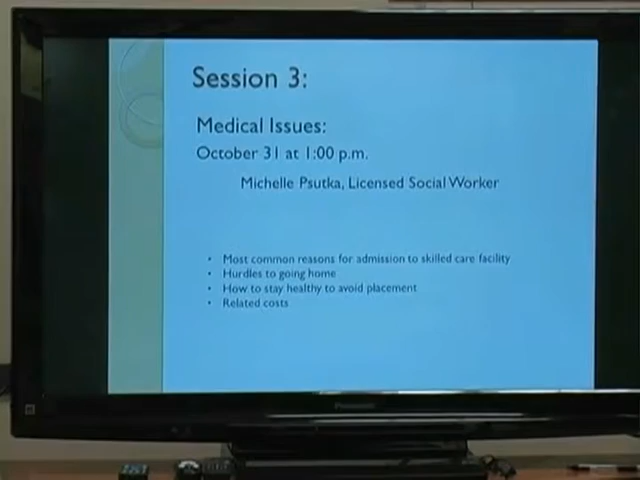 Session 3:
Medical Issues:
October 31 at 1:00 p.m.
Michelle Psutka, Licensed Social Worker
• Most common reasons for admission to skilled care facility
• Hurdles to going home
• How to stay healthy to avoid placement
• Related costs
Panasonic